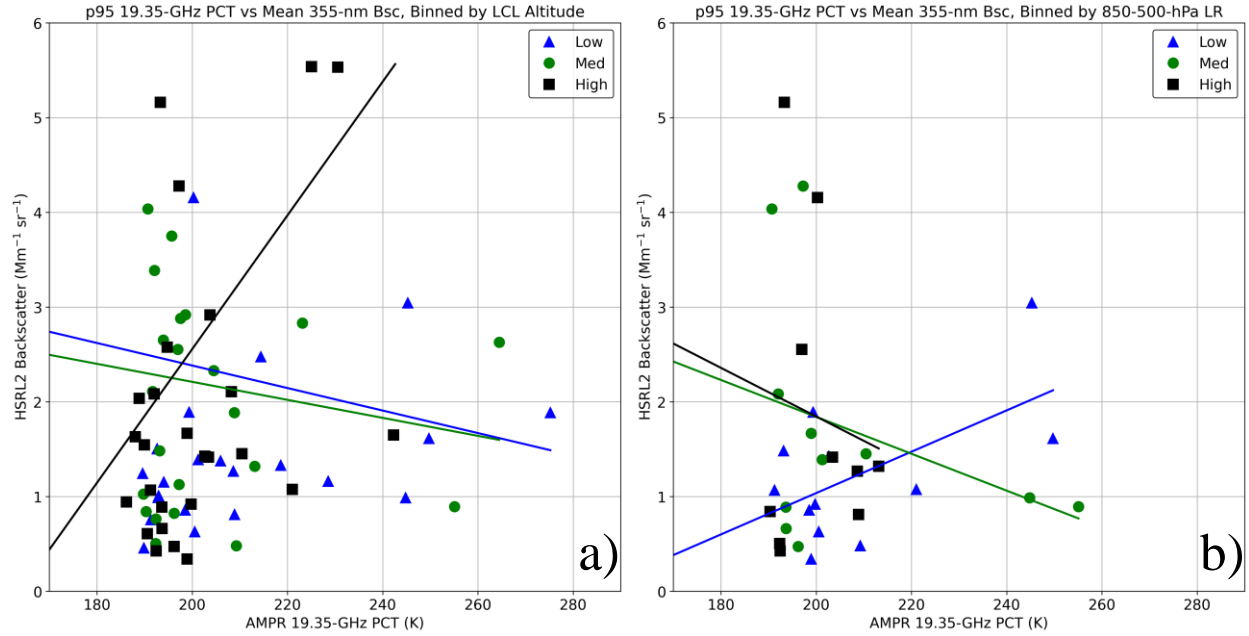 p95 19.35-GHz PCT vs Mean 355-nm Bsc, Binned by LCL Altitude
Low
Med
High
6
5
4
3
2
1
0
HSRL2 Backscatter (Mm⁻¹ sr⁻¹)
180 200 220 240 260 280
AMPR 19.35-GHz PCT (K)
a)
p95 19.35-GHz PCT vs Mean 355-nm Bsc, Binned by 850-500-hPa LR
Low
Med
High
6
5
4
3
2
1
0
HSRL2 Backscatter (Mm⁻¹ sr⁻¹)
180 200 220 240 260 280
AMPR 19.35-GHz PCT (K)
b)